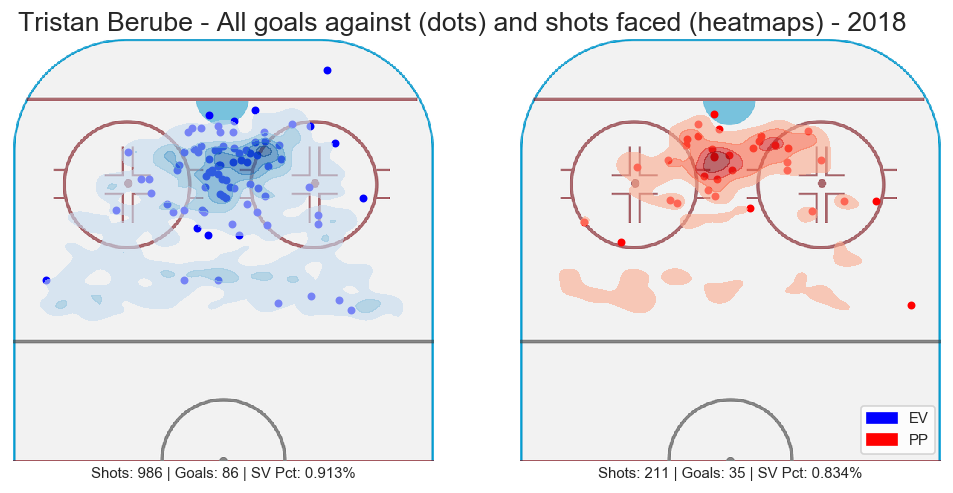 Tristan Berube - All goals against (dots) and shots faced (heatmaps) - 2018
EV
PP
Shots: 986 | Goals: 86 | SV Pct: 0.913%
Shots: 211 | Goals: 35 | SV Pct: 0.834%